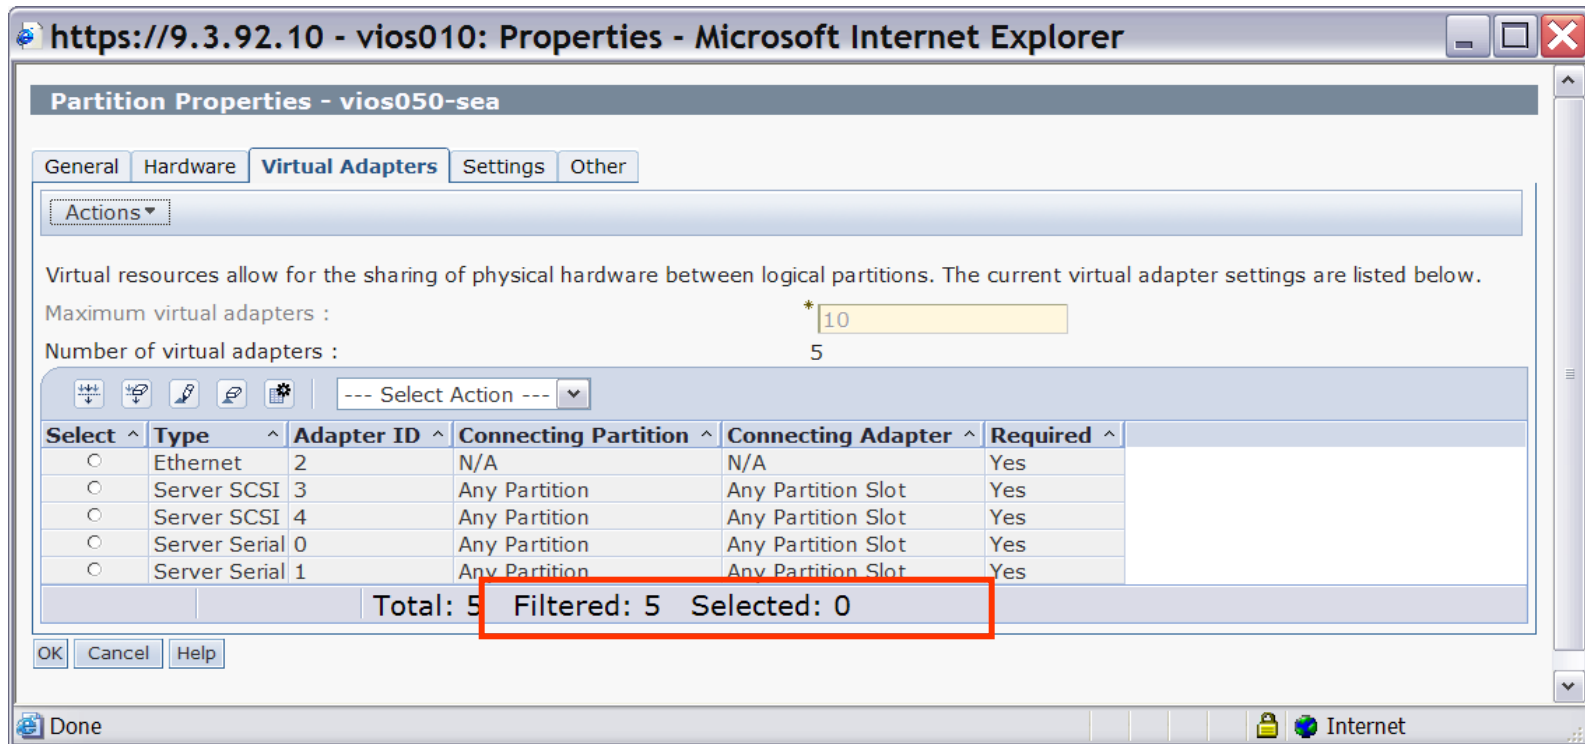 https://9.3.92.10 - vios010: Properties - Microsoft Internet Explorer
Partition Properties - vios050-sea
General Hardware Virtual Adapters Settings Other
Actions
Virtual resources allow for the sharing of physical hardware between logical partitions. The current virtual adapter settings are listed below.
Maximum virtual adapters : * 10
Number of virtual adapters : 5
--- Select Action ---
Select ^ Type ^ Adapter ID ^ Connecting Partition ^ Connecting Adapter ^ Required ^
Ethernet 2 N/A N/A Yes
Server SCSI 3 Any Partition Any Partition Slot Yes
Server SCSI 4 Any Partition Any Partition Slot Yes
Server Serial 0 Any Partition Any Partition Slot Yes
Server Serial 1 Any Partition Any Partition Slot Yes
Total: 5 Filtered: 5 Selected: 0
OK Cancel Help
Done Internet